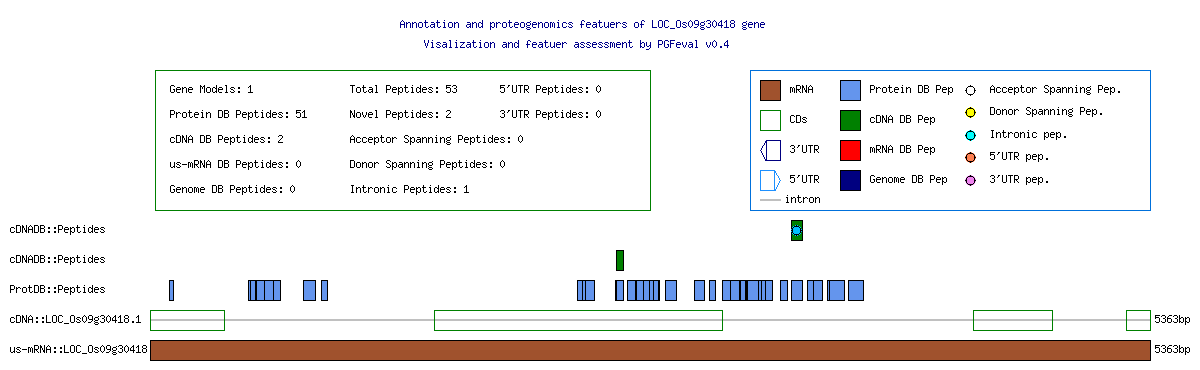 Annotation and proteogenomics featuers of LOC_Os09g30418 gene
Visalization and featuer assessment by PGFeval v0.4
Gene Models: 1
Total Peptides: 53
5'UTR Peptides: 0
Protein DB Peptides: 51
Novel Peptides: 2
3'UTR Peptides: 0
cDNA DB Peptides: 2
Acceptor Spanning Peptides: 0
us-mRNA DB Peptides: 0
Donor Spanning Peptides: 0
Genome DB Peptides: 0
Intronic Peptides: 1
mRNA
Protein DB Pep
Acceptor Spanning Pep.
CDs
cDNA DB Pep
Donor Spanning Pep.
3'UTR
mRNA DB Pep
Intronic pep.
5'UTR
Genome DB Pep
5'UTR pep.
3'UTR pep.
intron
cDNADB::Peptides
cDNADB::Peptides
ProtDB::Peptides
cDNA::LOC_Os09g30418.1
5363bp
us-mRNA::LOC_Os09g30418
5363bp